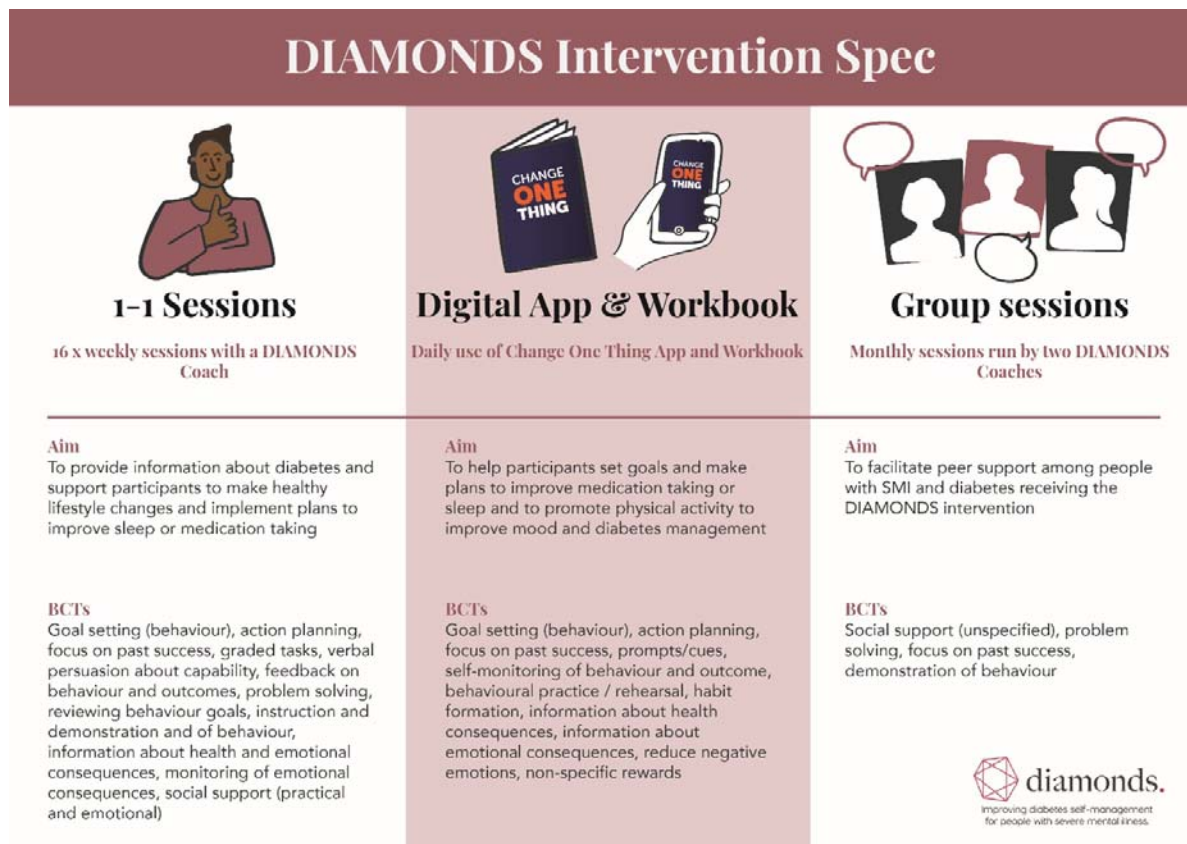 DIAMONDS Intervention Spec
CHANGE
ONE
THING
CHANGE
ONE
THING
1-1 Sessions
16 x weekly sessions with a DIAMONDS
Coach
Aim
To provide information about diabetes and
support participants to make healthy
lifestyle changes and implement plans to
improve sleep or medication taking
BCTs
Goal setting (behaviour), action planning,
focus on past success, graded tasks, verbal
persuasion about capability, feedback on
behaviour and outcomes, problem solving,
reviewing behaviour goals, instruction and
demonstration and of behaviour,
information about health and emotional
consequences, monitoring of emotional
consequences, social support (practical
and emotional)
Digital App & Workbook
Daily use of Change One Thing App and Workbook
Aim
To help participants set goals and make
plans to improve medication taking or
sleep and to promote physical activity to
improve mood and diabetes management
BCTs
Goal setting (behaviour), action planning,
focus on past success, prompts/cues,
self-monitoring of behaviour and outcome,
behavioural practice / rehearsal, habit
formation, information about health
consequences, information about
emotional consequences, reduce negative
emotions, non-specific rewards
Group sessions
Monthly sessions run by two DIAMONDS
Coaches
Aim
To facilitate peer support among people
with SMI and diabetes receiving the
DIAMONDS intervention
BCTs
Social support (unspecified), problem
solving, focus on past success,
demonstration of behaviour
diamonds.
Improving diabetes self-management
for people with severe mental illness.